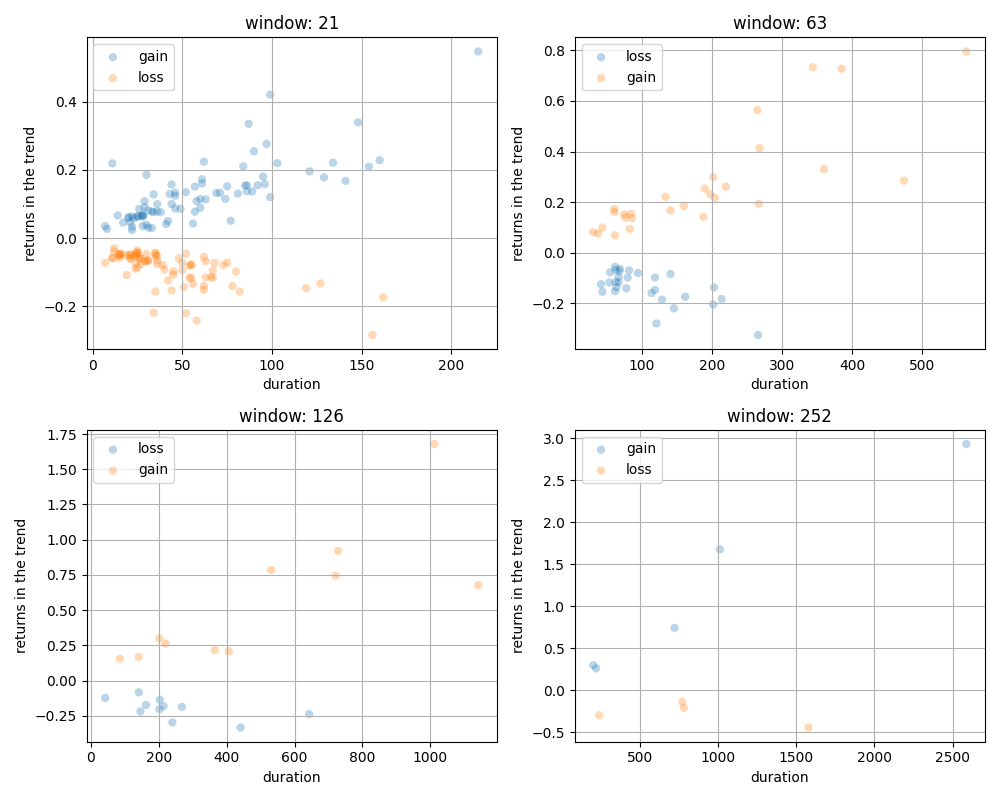 window: 21
gain
loss
returns in the trend
0.4
0.2
0.0
−0.2
0
50
100
150
200
duration
window: 63
loss
gain
returns in the trend
0.8
0.6
0.4
0.2
0.0
−0.2
100
200
300
400
500
duration
window: 126
loss
gain
returns in the trend
1.75
1.50
1.25
1.00
0.75
0.50
0.25
0.00
−0.25
0
200
400
600
800
1000
duration
window: 252
gain
loss
returns in the trend
3.0
2.5
2.0
1.5
1.0
0.5
0.0
−0.5
500
1000
1500
2000
2500
duration